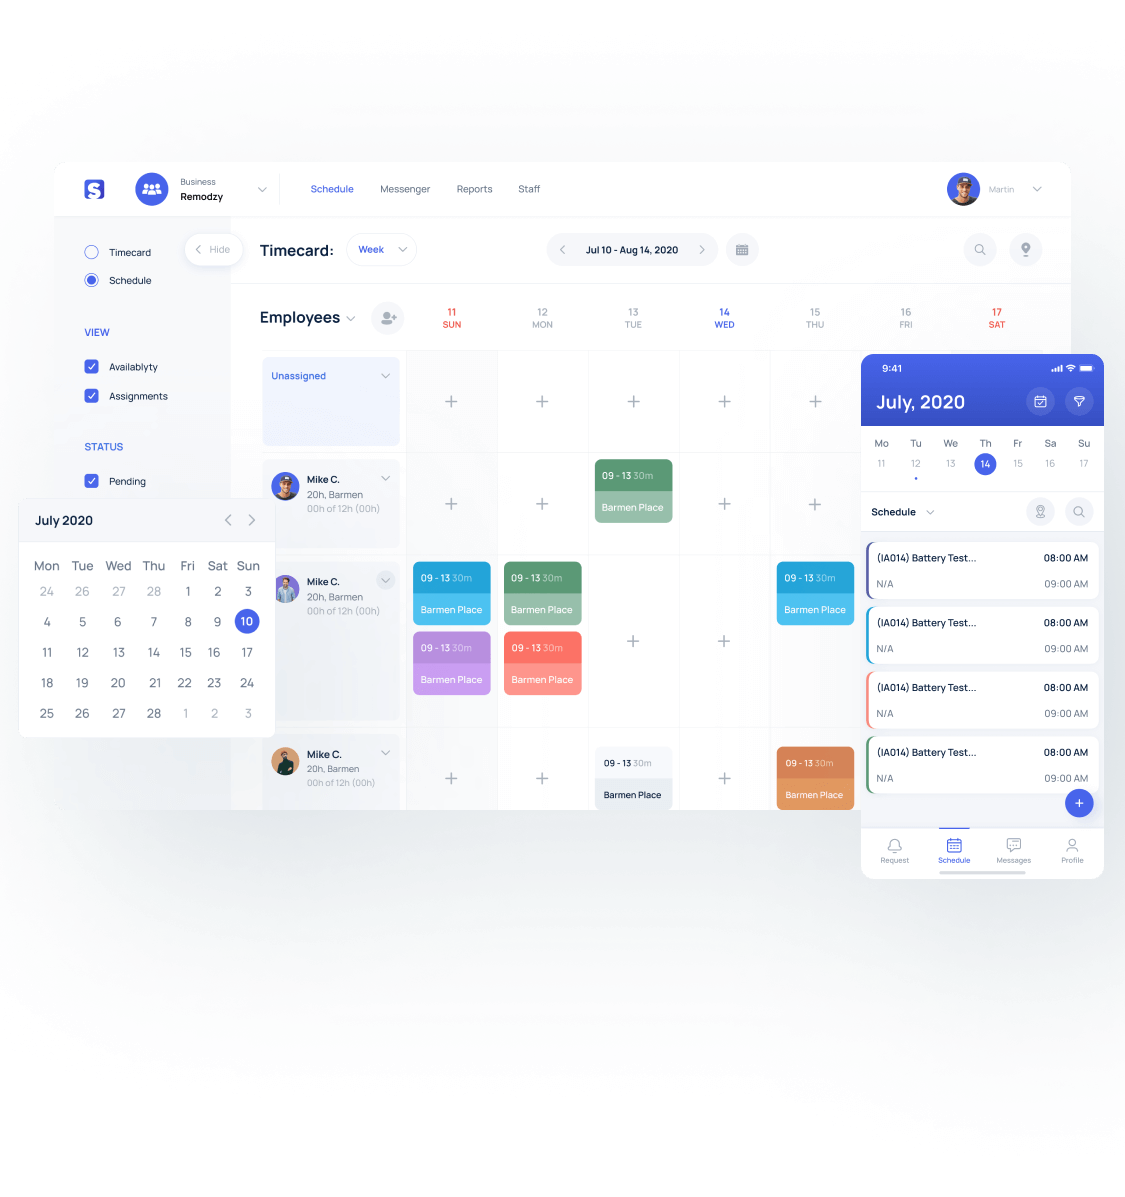 S
Business
Remodzy
Schedule
Messenger
Reports
Staff
Martin
Timecard
Schedule
Hide
VIEW
Availablyty
Assignments
STATUS
Pending
Timecard:
Week
Jul 10 - Aug 14, 2020
Employees
11 12 13 14 15 16 17
SUN MON TUE WED THU FRI SAT
Unassigned
Mike C.
20h, Barmen
00h of 12h (00h)
09 - 13 30m
Barmen Place
Mike C.
20h, Barmen
00h of 12h (00h)
09 - 13 30m
Barmen Place
09 - 13 30m
Barmen Place
09 - 13 30m
Barmen Place
09 - 13 30m
Barmen Place
09 - 13 30m
Barmen Place
Mike C.
20h, Barmen
00h of 12h (00h)
09 - 13 30m
Barmen Place
09 - 13 30m
Barmen Place
July 2020
Mon Tue Wed Thu Fri Sat Sun
24 26 27 28 1 2 3
4 5 6 7 8 9 10
11 12 13 14 15 16 17
18 19 20 21 22 23 24
25 26 27 28 1 2 3
9:41
July, 2020
Mo Tu We Th Fr Sa Su
11 12 13 14 15 16 17
Schedule
(IA014) Battery Test... 08:00 AM
N/A 09:00 AM
(IA014) Battery Test... 08:00 AM
N/A 09:00 AM
(IA014) Battery Test... 08:00 AM
N/A 09:00 AM
(IA014) Battery Test... 08:00 AM
N/A 09:00 AM
Request
Schedule
Messages
Profile